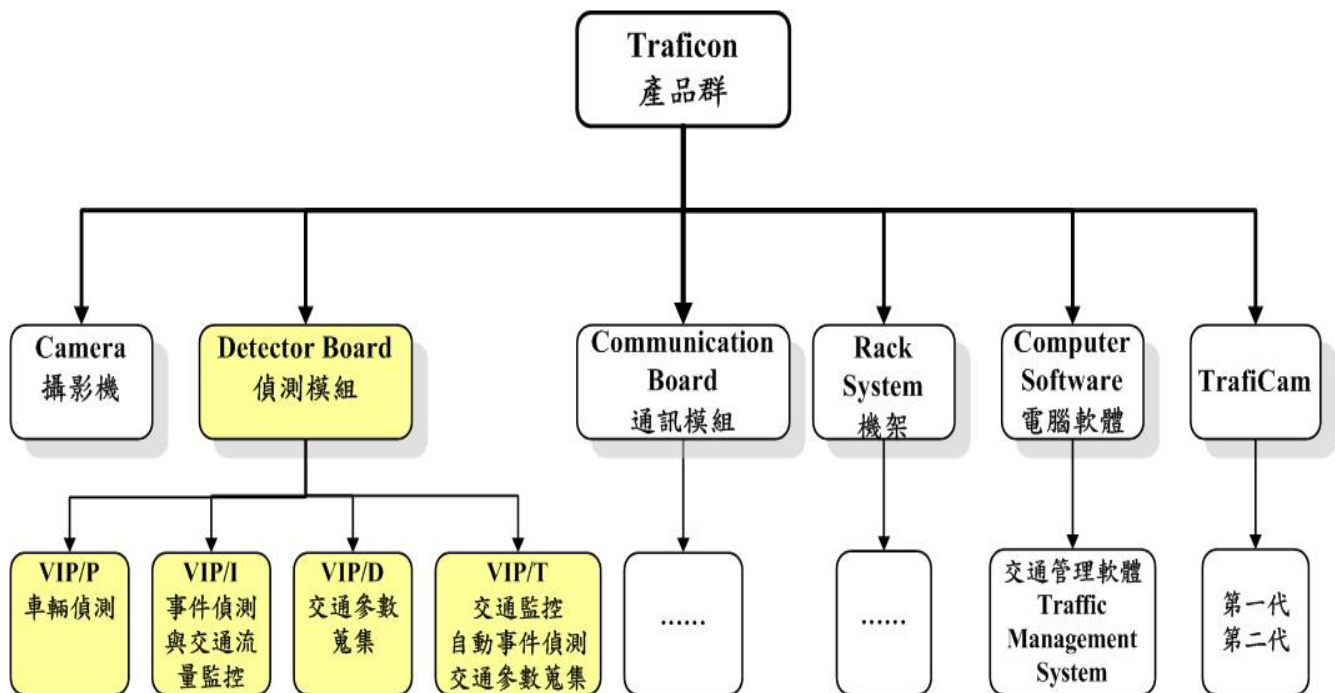 Traficon
產品群
Camera
攝影機
Detector Board
偵測模組
Communication
Board
通訊模組
Rack
System
機架
Computer
Software
電腦軟體
TrafiCam
VIP/P
車輛偵測
VIP/I
事件偵測
與交通流
量監控
VIP/D
交通參數
蒐集
VIP/T
交通監控
自動事件偵測
交通參數蒐集
……
……
交通管理軟體
Traffic
Management
System
第一代
第二代